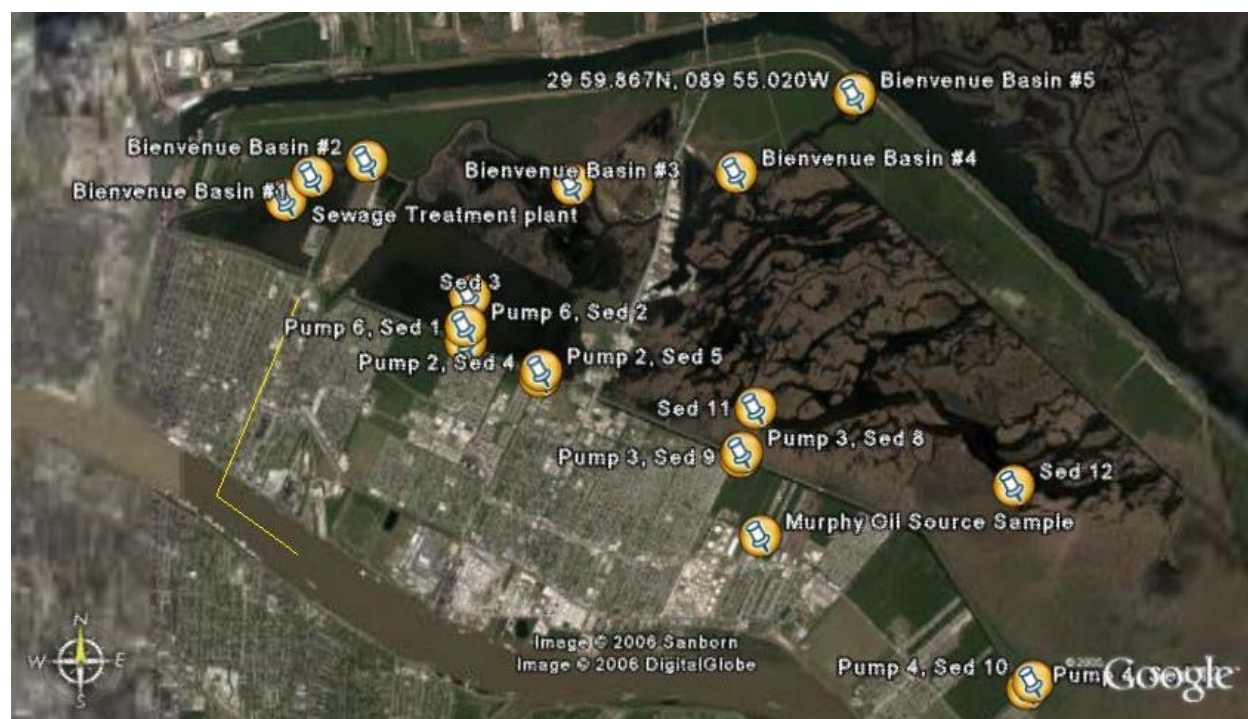 29 59.867N, 089 55.020W
Bienvenue Basin #5
Bienvenue Basin #2
Bienvenue Basin #3
Bienvenue Basin #4
Bienvenue Basin #1
Sewage Treatment plant
Sed 3
Pump 6, Sed 2
Pump 6, Sed 1
Pump 2, Sed 4
Pump 2, Sed 5
Sed 11
Pump 3, Sed 8
Pump 3, Sed 9
Sed 12
Murphy Oil Source Sample
N
W E
S
Image © 2006 Sanborn
Image © 2006 DigitalGlobe
Pump 4, Sed 10
Google